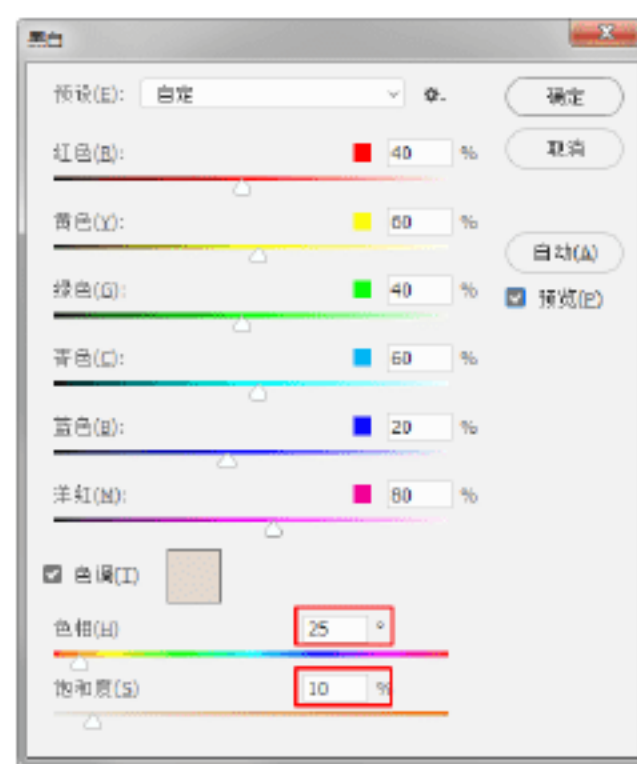 黑白
预设(E): 自定
确定
红色(R): 40 %
取消
黄色(Y): 60 %
自动(A)
绿色(G): 40 %
预览(P)
青色(C): 60 %
蓝色(B): 20 %
洋红(M): 80 %
色调(T)
色相(H) 25 °
饱和度(S) 10 %